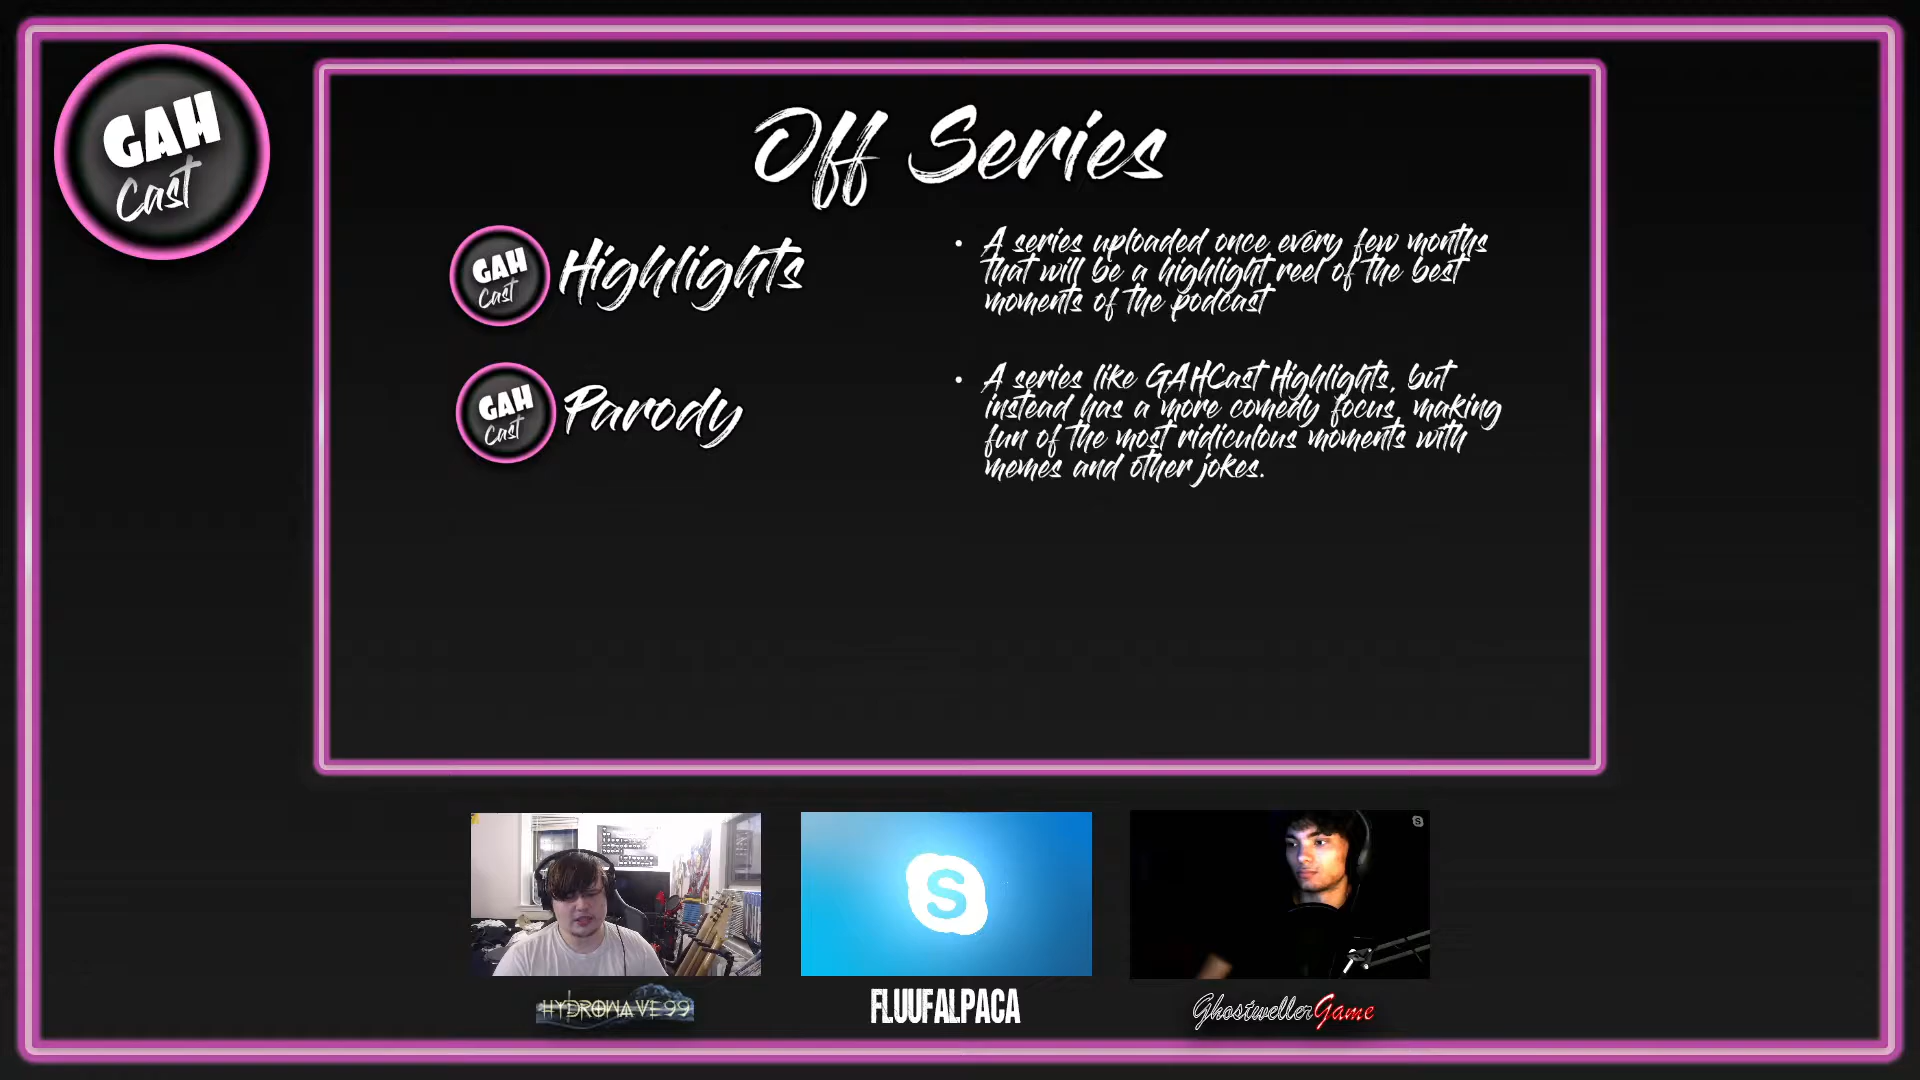 GAH
Cast
Off Series
GAH
Cast
Highlights
• A series uploaded once every few months
that will be a highlight reel of the best
moments of the podcast
GAH
Cast
Parody
• A series like GAHCast Highlights, but
instead has a more comedy focus, making
fun of the most ridiculous moments with
memes and other jokes.
S
HYDROWAVE99
FLUUFALPACA
GhostwellerGame